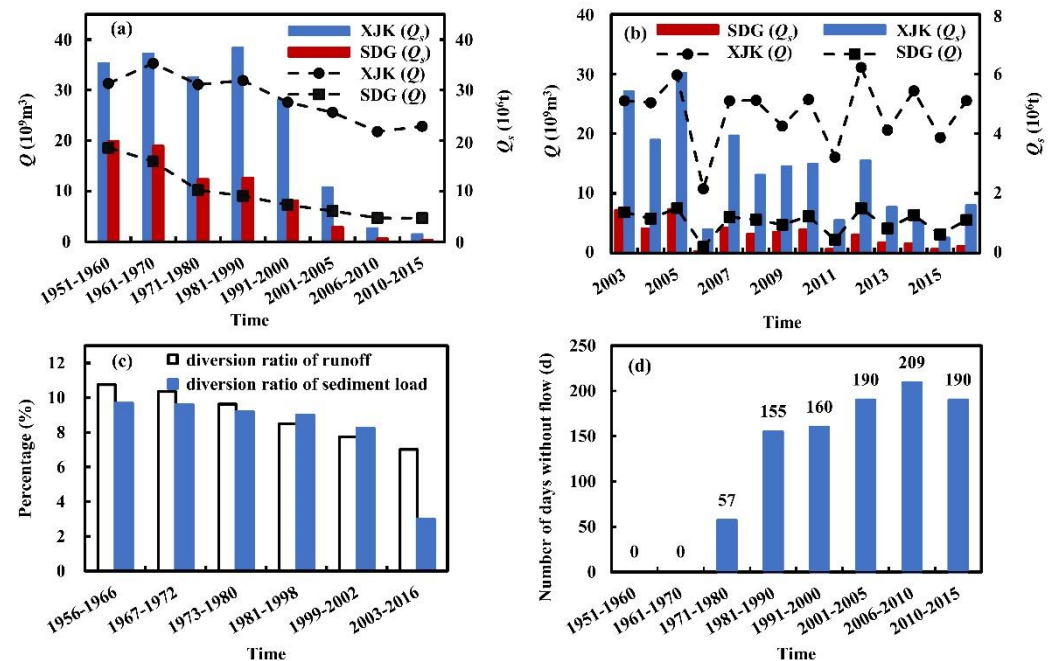 (a)
XJK (Qs)
SDG (Qs)
XJK (Q)
SDG (Q)
Q (10⁹m³)
40
30
20
10
0
Qs (10⁶t)
40
30
20
10
0
1951-1960
1961-1970
1971-1980
1981-1990
1991-2000
2001-2005
2006-2010
2010-2015
Time
(b)
SDG (Qs)
XJK (Qs)
XJK (Q)
SDG (Q)
Q (10⁹m³)
40
30
20
10
0
Qs (10⁶t)
8
6
4
2
0
2003
2005
2007
2009
2011
2013
2015
Time
(c)
diversion ratio of runoff
diversion ratio of sediment load
Percentage (%)
12
10
8
6
4
2
0
1956-1966
1967-1972
1973-1980
1981-1998
1999-2002
2003-2016
Time
(d)
Number of days without flow (d)
250
200
150
100
50
0
0
0
57
155
160
190
209
190
1951-1960
1961-1970
1971-1980
1981-1990
1991-2000
2001-2005
2006-2010
2010-2015
Time